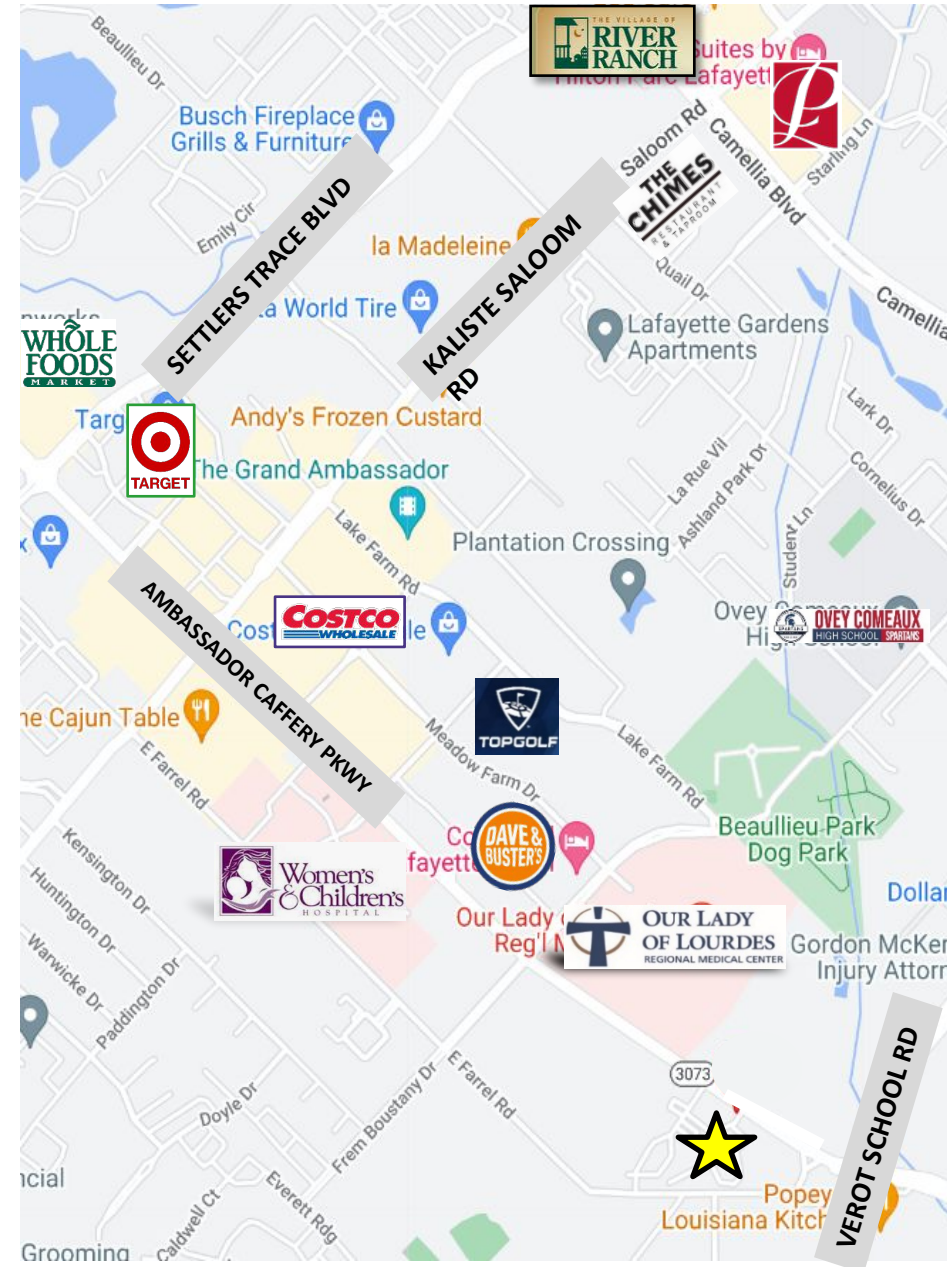 THE VILLAGE OF
RIVER
RANCH
Suites by
Hilton Parc Lafayette
Beaullieu Dr
Busch Fireplace
Grills & Furniture
Saloom Rd
Camellia Blvd
Starling Ln
THE
CHIMES
RESTAURANT
& TAPROOM
Emily Cir
SETTLERS TRACE BLVD
la Madeleine
KALISTE SALOOM
RD
Quail Dr
Camellia
World Tire
WHOLE
FOODS
MARKET
Lafayette Gardens
Apartments
Targ
TARGET
Andy's Frozen Custard
Lark Dr
The Grand Ambassador
La Rue Vil
Ashland Park Dr
Cornelius Dr
Lake Farm Rd
Plantation Crossing
Student Ln
AMBASSADOR CAFFERY PKWY
COSTCO
WHOLESALE
Cost
le
Ovey Comeaux
High School
OVEY COMEAUX
HIGH SCHOOL SPARTANS
TOPGOLF
he Cajun Table
E Farrel Rd
Meadow Farm Dr
Lake Farm Rd
Beaullieu Park
Dog Park
Co
fayett
DAVE &
BUSTER'S
Kensington Dr
Huntington Dr
Warwicke Dr
Paddington Dr
Women's
& Children's
HOSPITAL
Dollar
Our Lady
Reg'l M
OUR LADY
OF LOURDES
REGIONAL MEDICAL CENTER
Gordon McKer
Injury Attorn
VEROT SCHOOL RD
3073
Doyle Dr
Frem Boustany Dr
E Farrel Rd
ncial
Everett Rdg
Caldwell Ct
Popey
Louisiana Kitch
Grooming